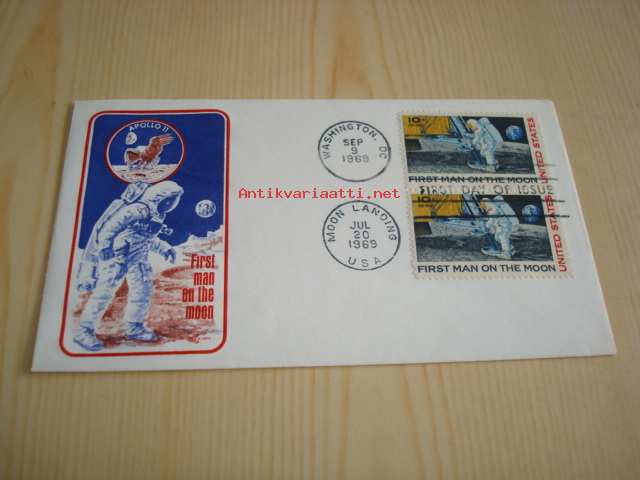 APOLLO 11
First
man
on the
moon
WASHINGTON, DC
SEP
9
1969
MOON LANDING
JUL
20
1969
USA
10¢
UNITED STATES
FIRST MAN ON THE MOON
FIRST DAY OF ISSUE
10¢
UNITED STATES
FIRST MAN ON THE MOON
Antikvariaatti.net